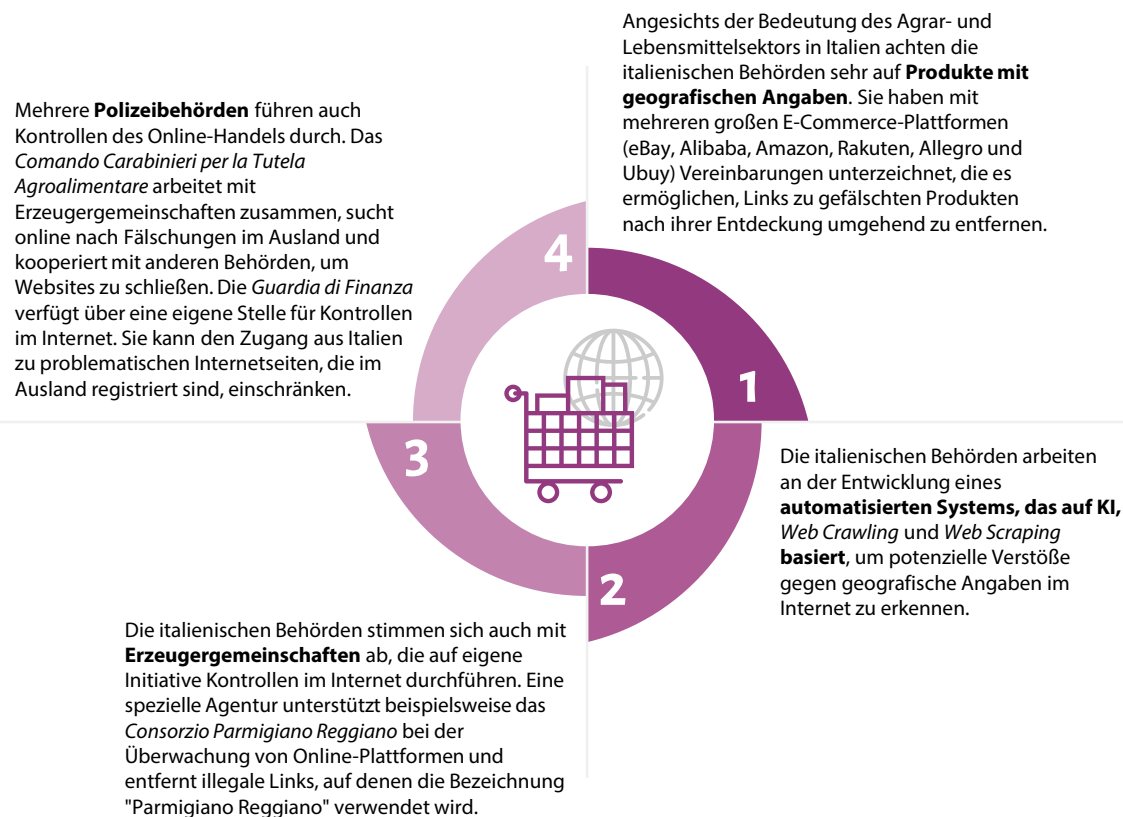 Angesichts der Bedeutung des Agrar- und
Lebensmittelsektors in Italien achten die
italienischen Behörden sehr auf Produkte mit
geografischen Angaben. Sie haben mit
mehreren großen E-Commerce-Plattformen
(eBay, Alibaba, Amazon, Rakuten, Allegro und
Ubuy) Vereinbarungen unterzeichnet, die es
ermöglichen, Links zu gefälschten Produkten
nach ihrer Entdeckung umgehend zu entfernen.
1
Die italienischen Behörden arbeiten
an der Entwicklung eines
automatisierten Systems, das auf KI,
Web Crawling und Web Scraping
basiert, um potenzielle Verstöße
gegen geografische Angaben im
Internet zu erkennen.
2
Die italienischen Behörden stimmen sich auch mit
Erzeugergemeinschaften ab, die auf eigene
Initiative Kontrollen im Internet durchführen. Eine
spezielle Agentur unterstützt beispielsweise das
Consorzio Parmigiano Reggiano bei der
Überwachung von Online-Plattformen und
entfernt illegale Links, auf denen die Bezeichnung
"Parmigiano Reggiano" verwendet wird.
3
Mehrere Polizeibehörden führen auch
Kontrollen des Online-Handels durch. Das
Comando Carabinieri per la Tutela
Agroalimentare arbeitet mit
Erzeugergemeinschaften zusammen, sucht
online nach Fälschungen im Ausland und
kooperiert mit anderen Behörden, um
Websites zu schließen. Die Guardia di Finanza
verfügt über eine eigene Stelle für Kontrollen
im Internet. Sie kann den Zugang aus Italien
zu problematischen Internetseiten, die im
Ausland registriert sind, einschränken.
4